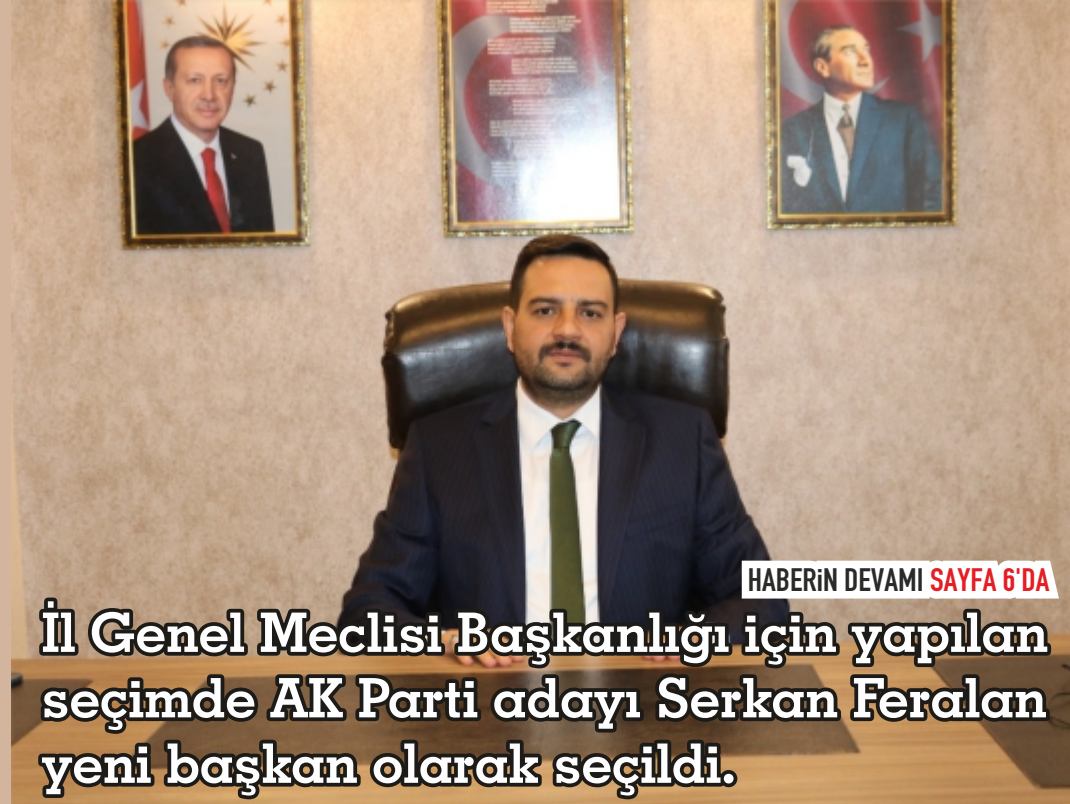 HABERiN DEVAMI SAYFA 6'DA
İl Genel Meclisi Başkanlığı için yapılan
seçimde AK Parti adayı Serkan Feralan
yeni başkan olarak seçildi.